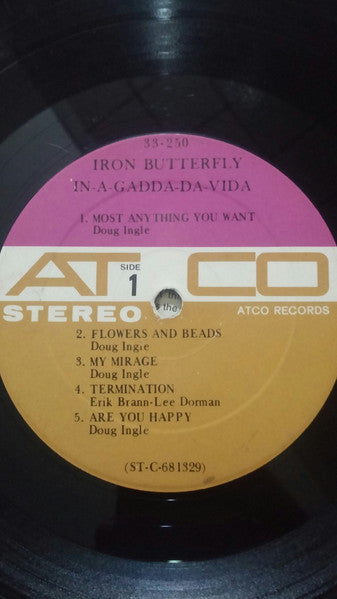 33-250
IRON BUTTERFLY
IN-A-GADDA-DA-VIDA
1. MOST ANYTHING YOU WANT
Doug Ingle
ATCO
SIDE
1
STEREO
ATCO RECORDS
2. FLOWERS AND BEADS
Doug Ingle
3. MY MIRAGE
Doug Ingle
4. TERMINATION
Erik Brann-Lee Dorman
5. ARE YOU HAPPY
Doug Ingle
(ST-C-681329)